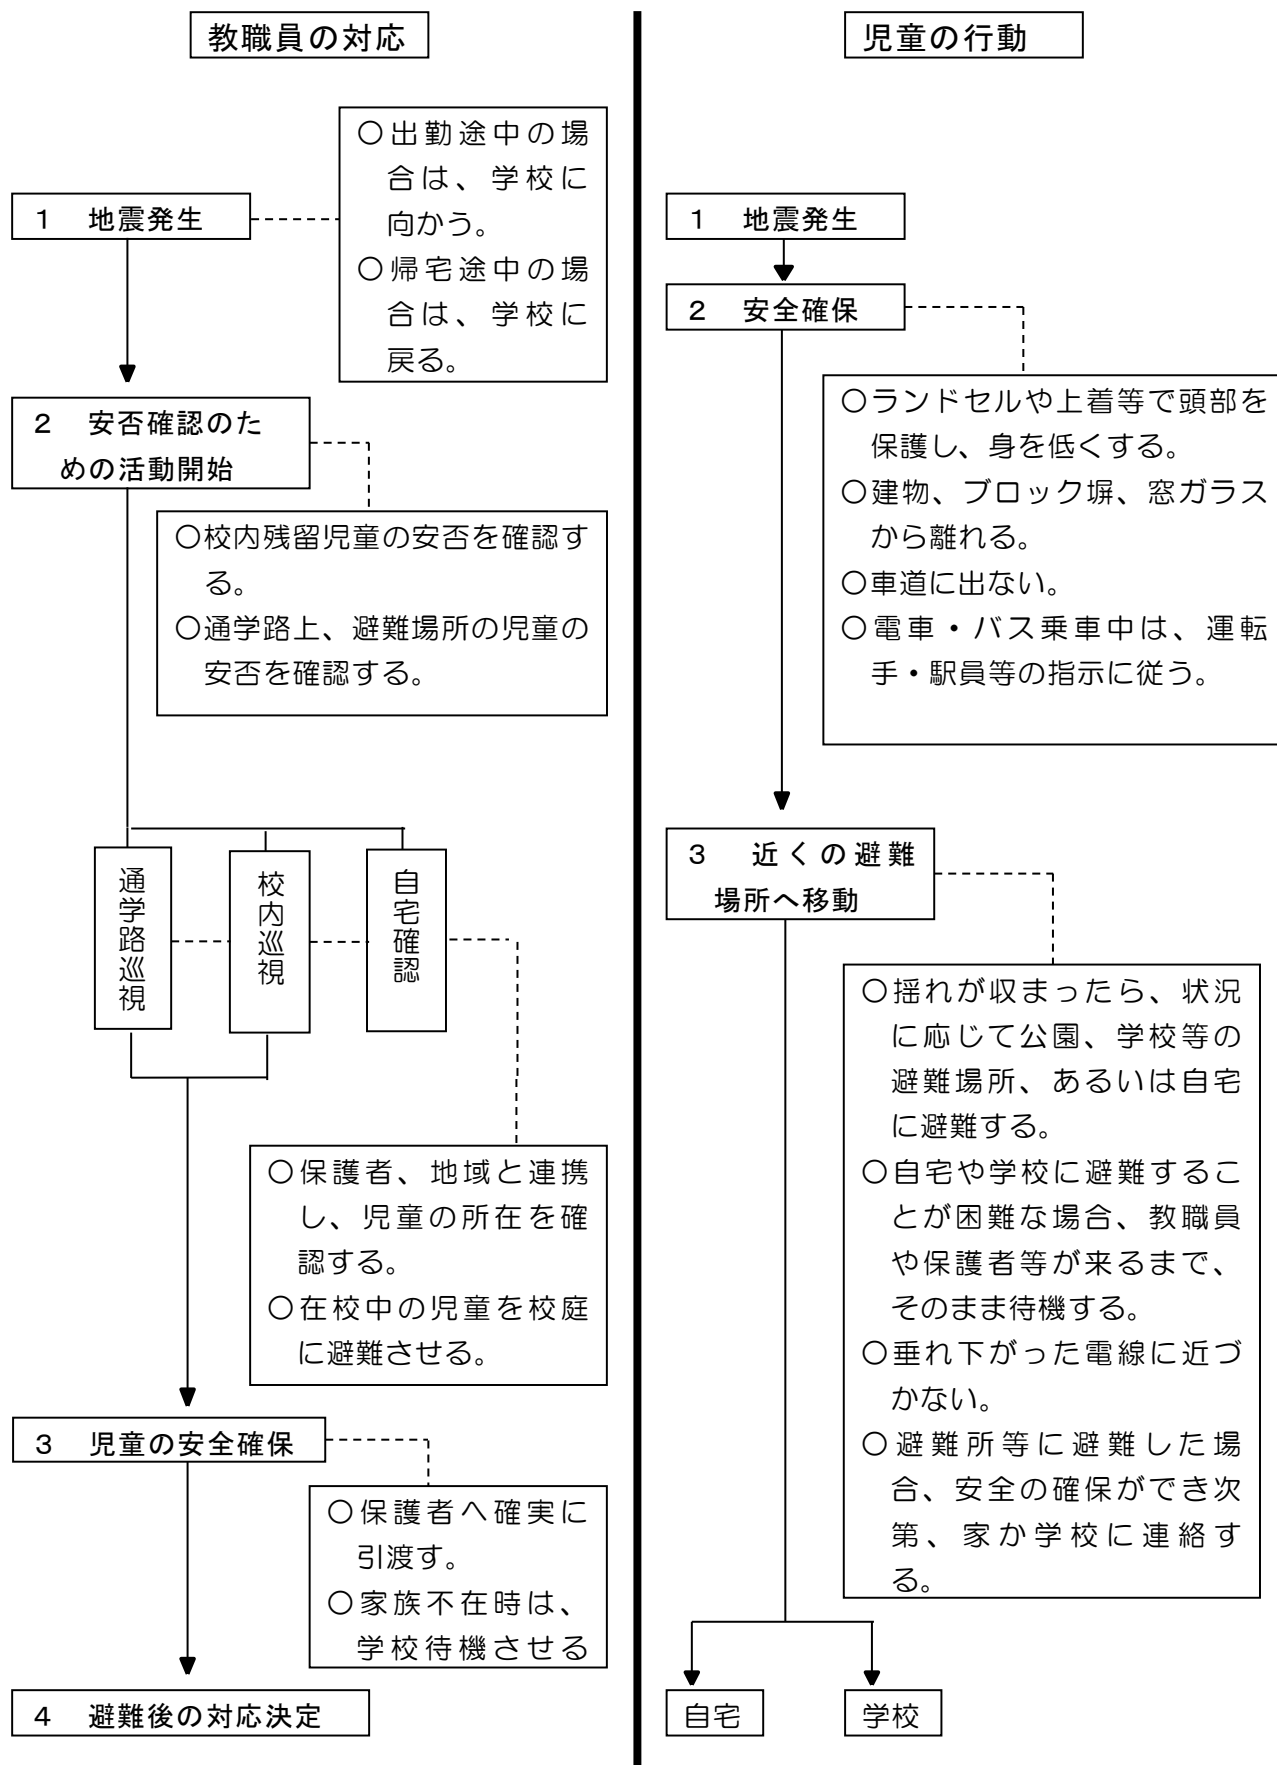 教職員の対応
○出勤途中の場
合は、学校に
向かう。
○帰宅途中の場
合は、学校に
戻る。
1 地震発生
2 安否確認のた
めの活動開始
○校内残留児童の安否を確認す
る。
○通学路上、避難場所の児童の
安否を確認する。
通学路巡視
校内巡視
自宅確認
○保護者、地域と連携
し、児童の所在を確
認する。
○在校中の児童を校庭
に避難させる。
3 児童の安全確保
○保護者へ確実に
引渡す。
○家族不在時は、
学校待機させる
4 避難後の対応決定
児童の行動
1 地震発生
2 安全確保
○ランドセルや上着等で頭部を
保護し、身を低くする。
○建物、ブロック塀、窓ガラス
から離れる。
○車道に出ない。
○電車・バス乗車中は、運転
手・駅員等の指示に従う。
3 近くの避難
場所へ移動
○揺れが収まったら、状況
に応じて公園、学校等の
避難場所、あるいは自宅
に避難する。
○自宅や学校に避難するこ
とが困難な場合、教職員
や保護者等が来るまで、
そのまま待機する。
○垂れ下がった電線に近づ
かない。
○避難所等に避難した場
合、安全の確保ができ次
第、家か学校に連絡す
る。
自宅
学校